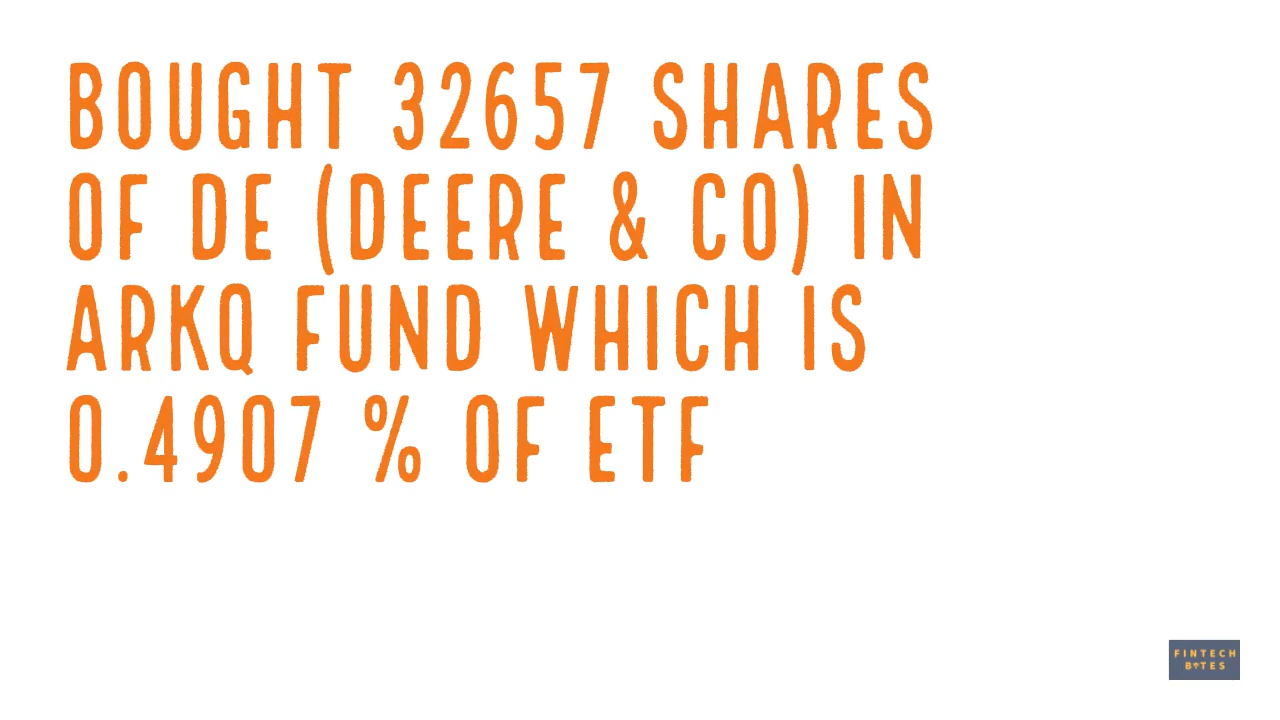 BOUGHT 32657 SHARES
OF DE (DEERE & CO) IN
ARKQ FUND WHICH IS
0.4907 % OF ETF
FINTECH
BYTES